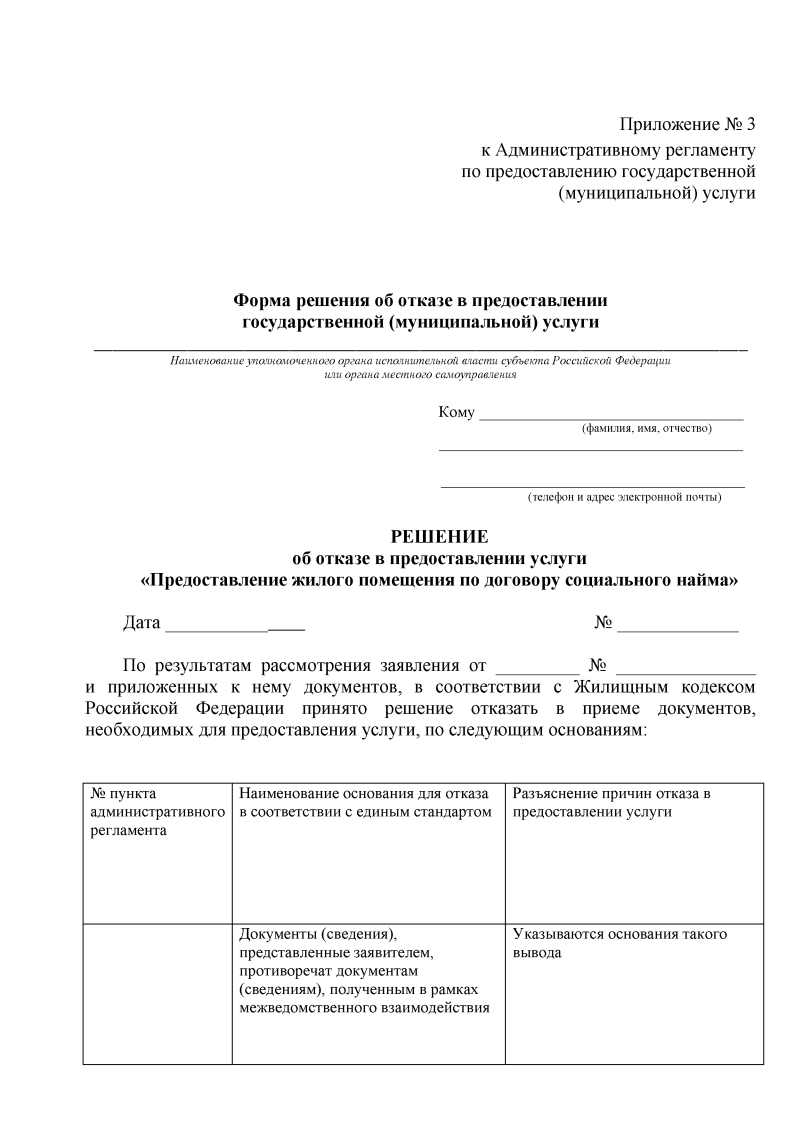 Приложение № 3
к Административному регламенту
по предоставлению государственной
(муниципальной) услуги
Форма решения об отказе в предоставлении
государственной (муниципальной) услуги
Наименование уполномоченного органа исполнительной власти субъекта Российской Федерации
или органа местного самоуправления
Кому ____________________________
(фамилия, имя, отчество)
(телефон и адрес электронной почты)
РЕШЕНИЕ
об отказе в предоставлении услуги
«Предоставление жилого помещения по договору социального найма»
Дата _______________ № _____________
По результатам рассмотрения заявления от _________ № _______________
и приложенных к нему документов, в соответствии с Жилищным кодексом
Российской Федерации принято решение отказать в приеме документов,
необходимых для предоставления услуги, по следующим основаниям:
№ пункта
административного
регламента
Наименование основания для отказа
в соответствии с единым стандартом
Разъяснение причин отказа в
предоставлении услуги
Документы (сведения),
представленные заявителем,
противоречат документам
(сведениям), полученным в рамках
межведомственного взаимодействия
Указываются основания такого
вывода